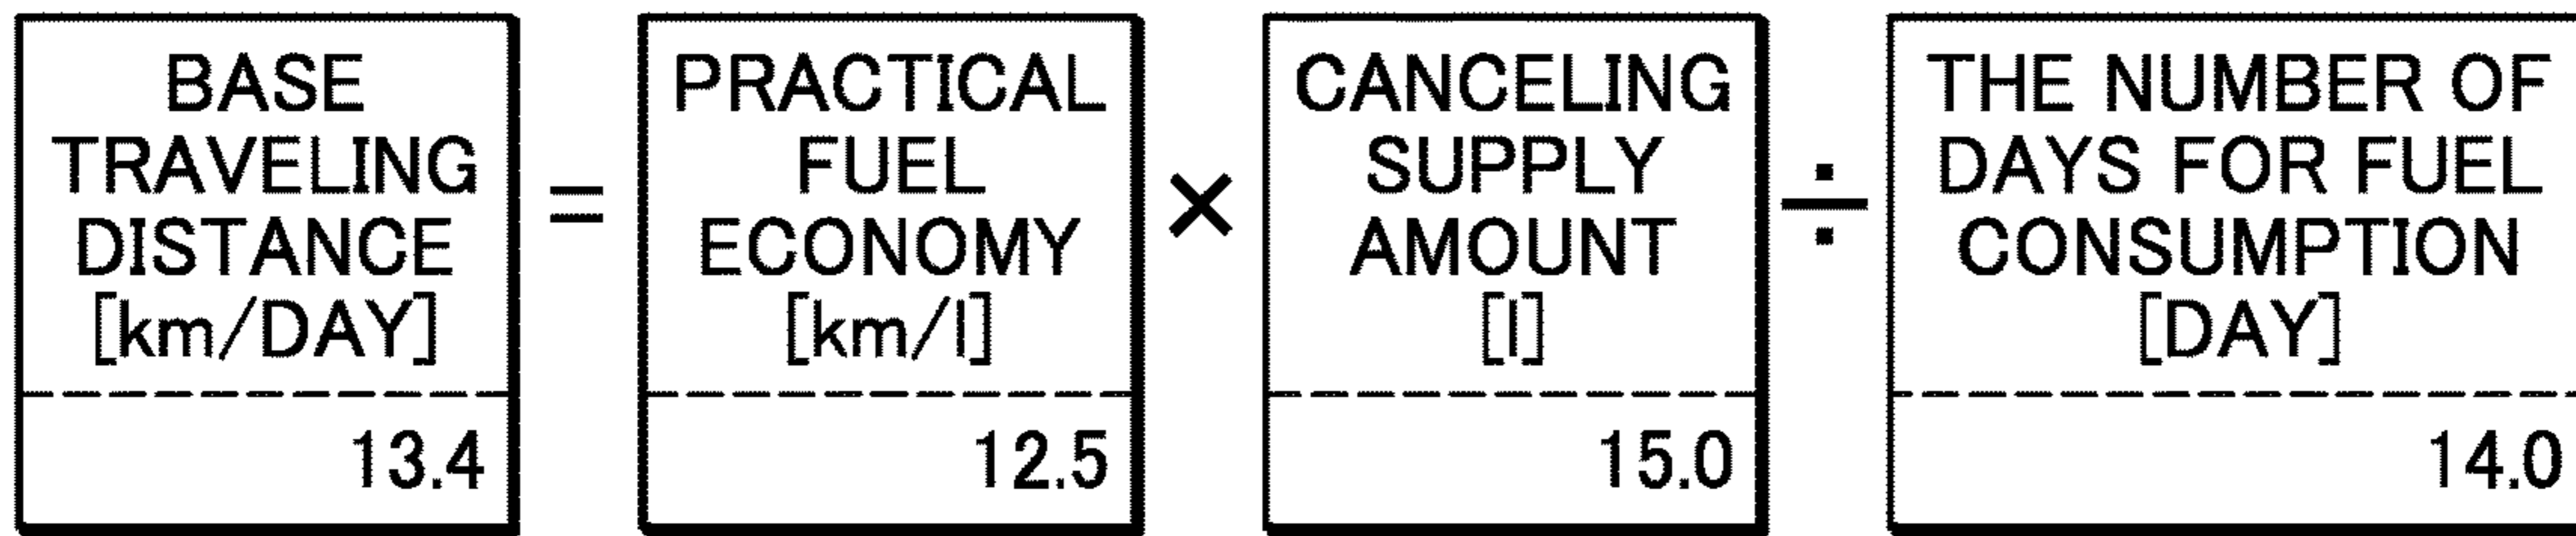 BASE
TRAVELING
DISTANCE
[km/DAY]
13.4
=
PRACTICAL
FUEL
ECONOMY
[km/l]
12.5
×
CANCELING
SUPPLY
AMOUNT
[l]
15.0
÷
THE NUMBER OF
DAYS FOR FUEL
CONSUMPTION
[DAY]
14.0